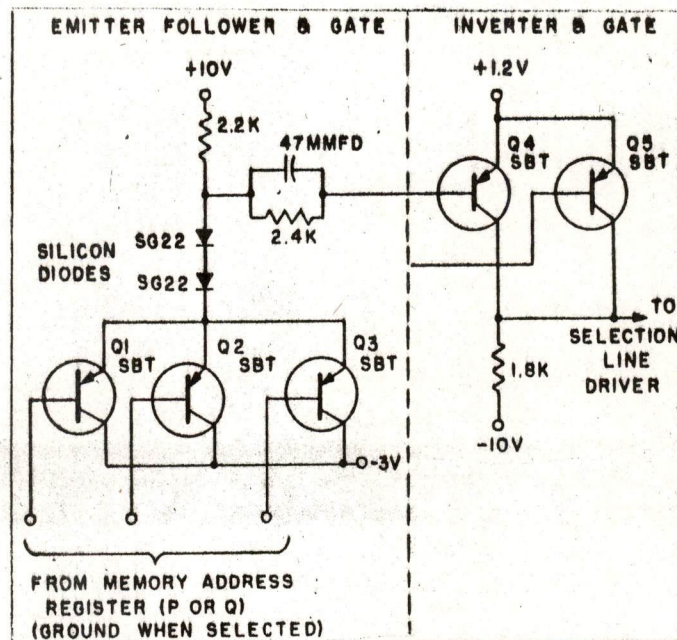 EMITTER FOLLOWER & GATE
INVERTER & GATE
+10V
+1.2V
2.2K
47MMFD
Q4
SBT
Q5
SBT
2.4K
SG22
SILICON
DIODES
SG22
TO
SELECTION
LINE
DRIVER
Q1
SBT
Q2
SBT
Q3
SBT
1.8K
-10V
-3V
FROM MEMORY ADDRESS
REGISTER (P OR Q)
(GROUND WHEN SELECTED)